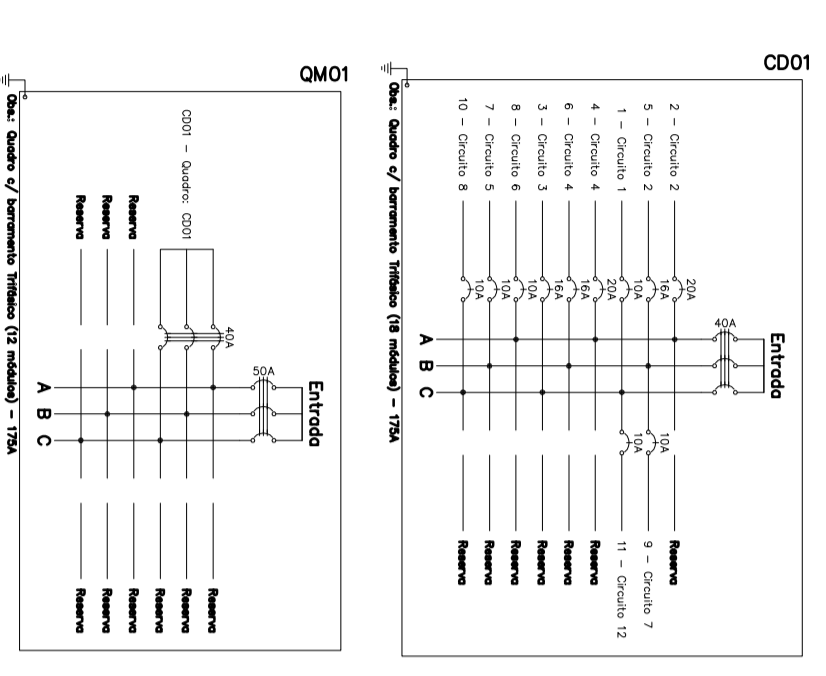 CD01
Entrada
40A
2 - Circuito 2
20A
Reserva
5 - Circuito 2
16A
10A
9 - Circuito 7
1 - Circuito 1
10A
10A
11 - Circuito 12
4 - Circuito 4
20A
Reserva
6 - Circuito 4
16A
Reserva
3 - Circuito 3
16A
Reserva
8 - Circuito 6
10A
Reserva
7 - Circuito 5
10A
Reserva
10 - Circuito 8
10A
Reserva
A B C
Obs.: Quadro c/ barramento Trifásico (18 módulos) - 175A
QM01
Entrada
50A
40A
CD01 - Quadro: CD01
Reserva
Reserva
Reserva
Reserva
Reserva
Reserva
Reserva
Reserva
Reserva
A B C
Obs.: Quadro c/ barramento Trifásico (12 módulos) - 175A